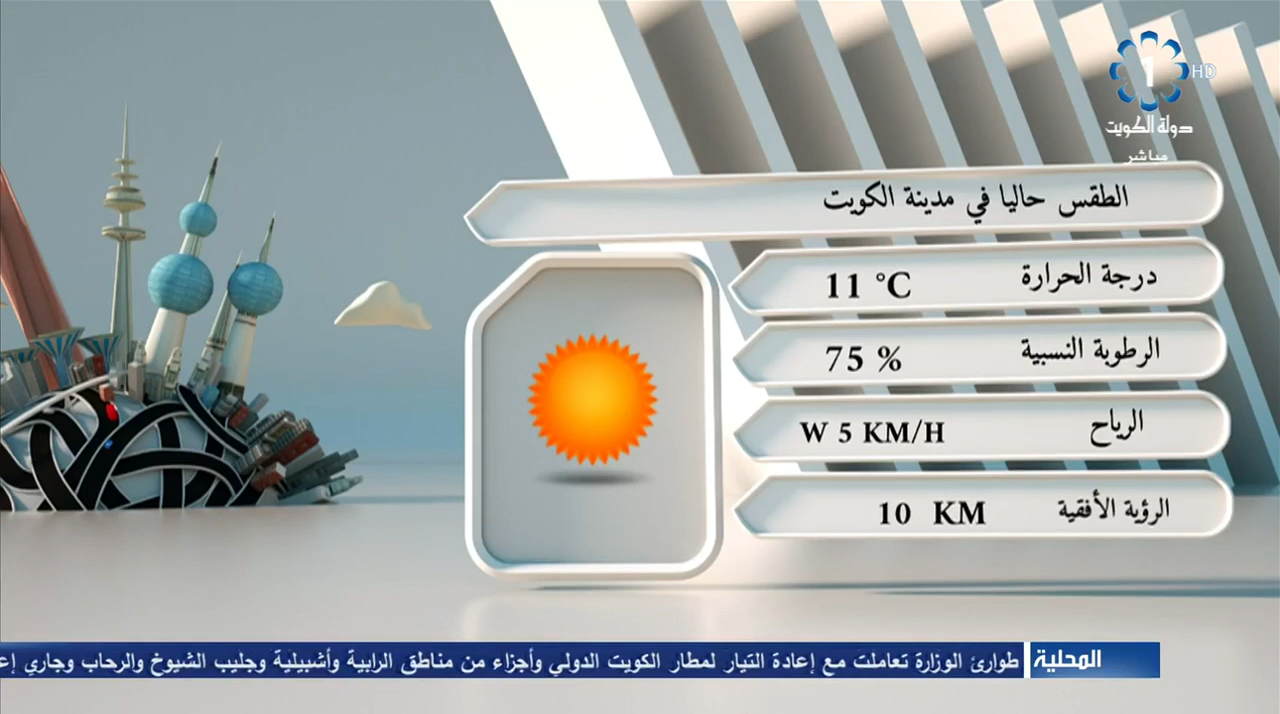 1 HD
دولة الكويت
مباشر
الطقس حاليا في مدينة الكويت
درجة الحرارة 11 °C
الرطوبة النسبية 75 %
الرياح W 5 KM/H
الرؤية الأفقية 10 KM
المحلية طوارئ الوزارة تعاملت مع إعادة التيار لمطار الكويت الدولي وأجزاء من مناطق الرابية وأشبيلية وجليب الشيوخ والرحاب وجاري